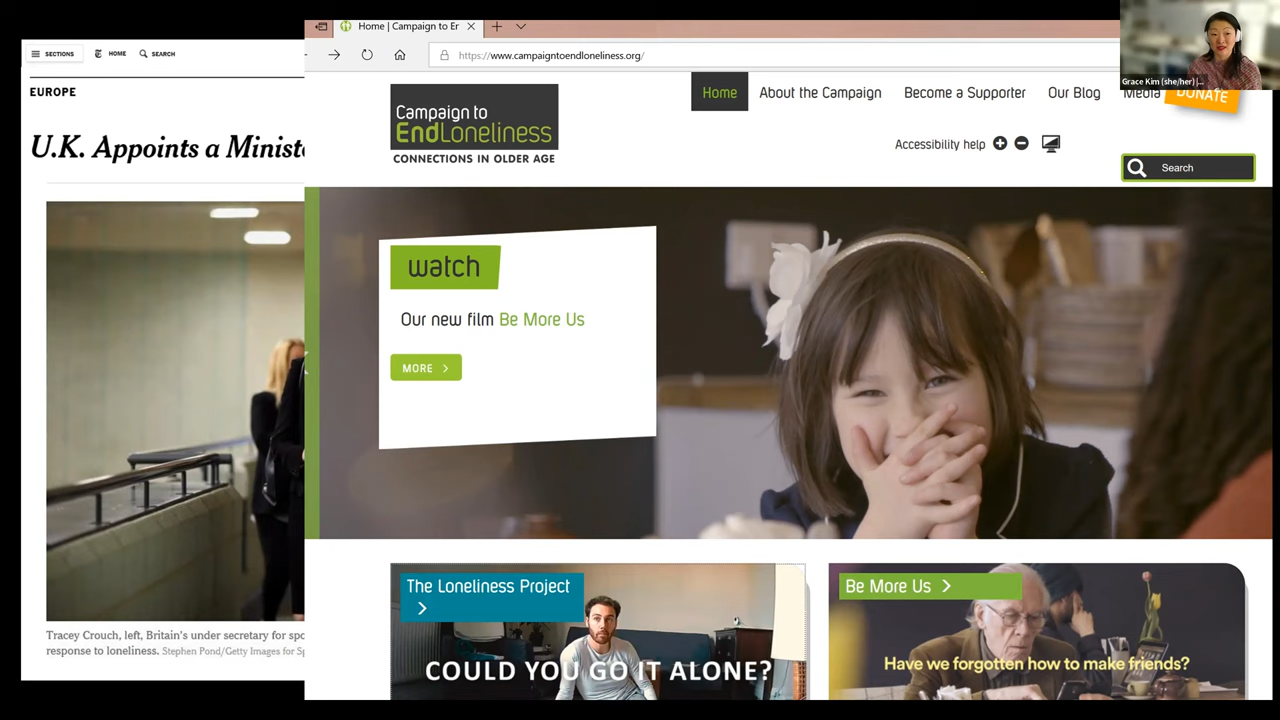 SECTIONS
HOME
SEARCH
EUROPE
U.K. Appoints a Ministe
Tracey Crouch, left, Britain's under secretary for spo
response to loneliness. Stephen Pond/Getty Images for Sp
Home | Campaign to Er
https://www.campaigntoendloneliness.org/
Campaign to
EndLoneliness
CONNECTIONS IN OLDER AGE
Home
About the Campaign
Become a Supporter
Our Blog
Media
DONATE
Accessibility help
Search
watch
Our new film Be More Us
MORE >
The Loneliness Project
>
COULD YOU GO IT ALONE?
Be More Us >
Have we forgotten how to make friends?
Grace Kim (she/her) |...